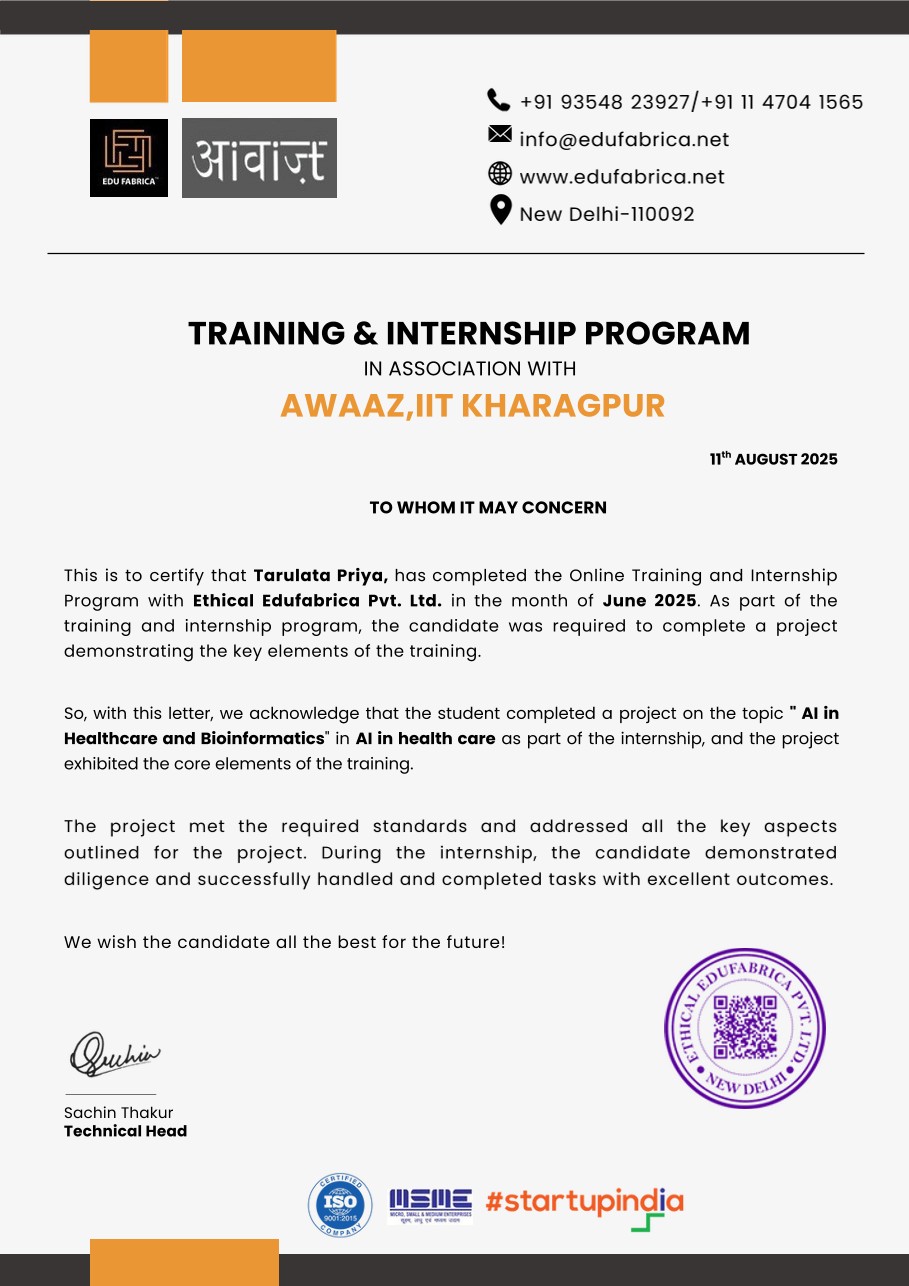 EDU FABRICA™
आवाज़
+91 93548 23927/+91 11 4704 1565
info@edufabrica.net
www.edufabrica.net
New Delhi-110092
TRAINING & INTERNSHIP PROGRAM
IN ASSOCIATION WITH
AWAAZ,IIT KHARAGPUR
11th AUGUST 2025
TO WHOM IT MAY CONCERN
This is to certify that Tarulata Priya, has completed the Online Training and Internship
Program with Ethical Edufabrica Pvt. Ltd. in the month of June 2025. As part of the
training and internship program, the candidate was required to complete a project
demonstrating the key elements of the training.
So, with this letter, we acknowledge that the student completed a project on the topic " AI in
Healthcare and Bioinformatics" in AI in health care as part of the internship, and the project
exhibited the core elements of the training.
The project met the required standards and addressed all the key aspects
outlined for the project. During the internship, the candidate demonstrated
diligence and successfully handled and completed tasks with excellent outcomes.
We wish the candidate all the best for the future!
ETHICAL EDUFABRICA PVT. LTD.
NEW DELHI
Sachin Thakur
Technical Head
CERTIFIED
ISO
9001:2015
COMPANY
MSME
MICRO, SMALL & MEDIUM ENTERPRISES
सूक्ष्म, लघु एवं मध्यम उद्यम
#startupindia